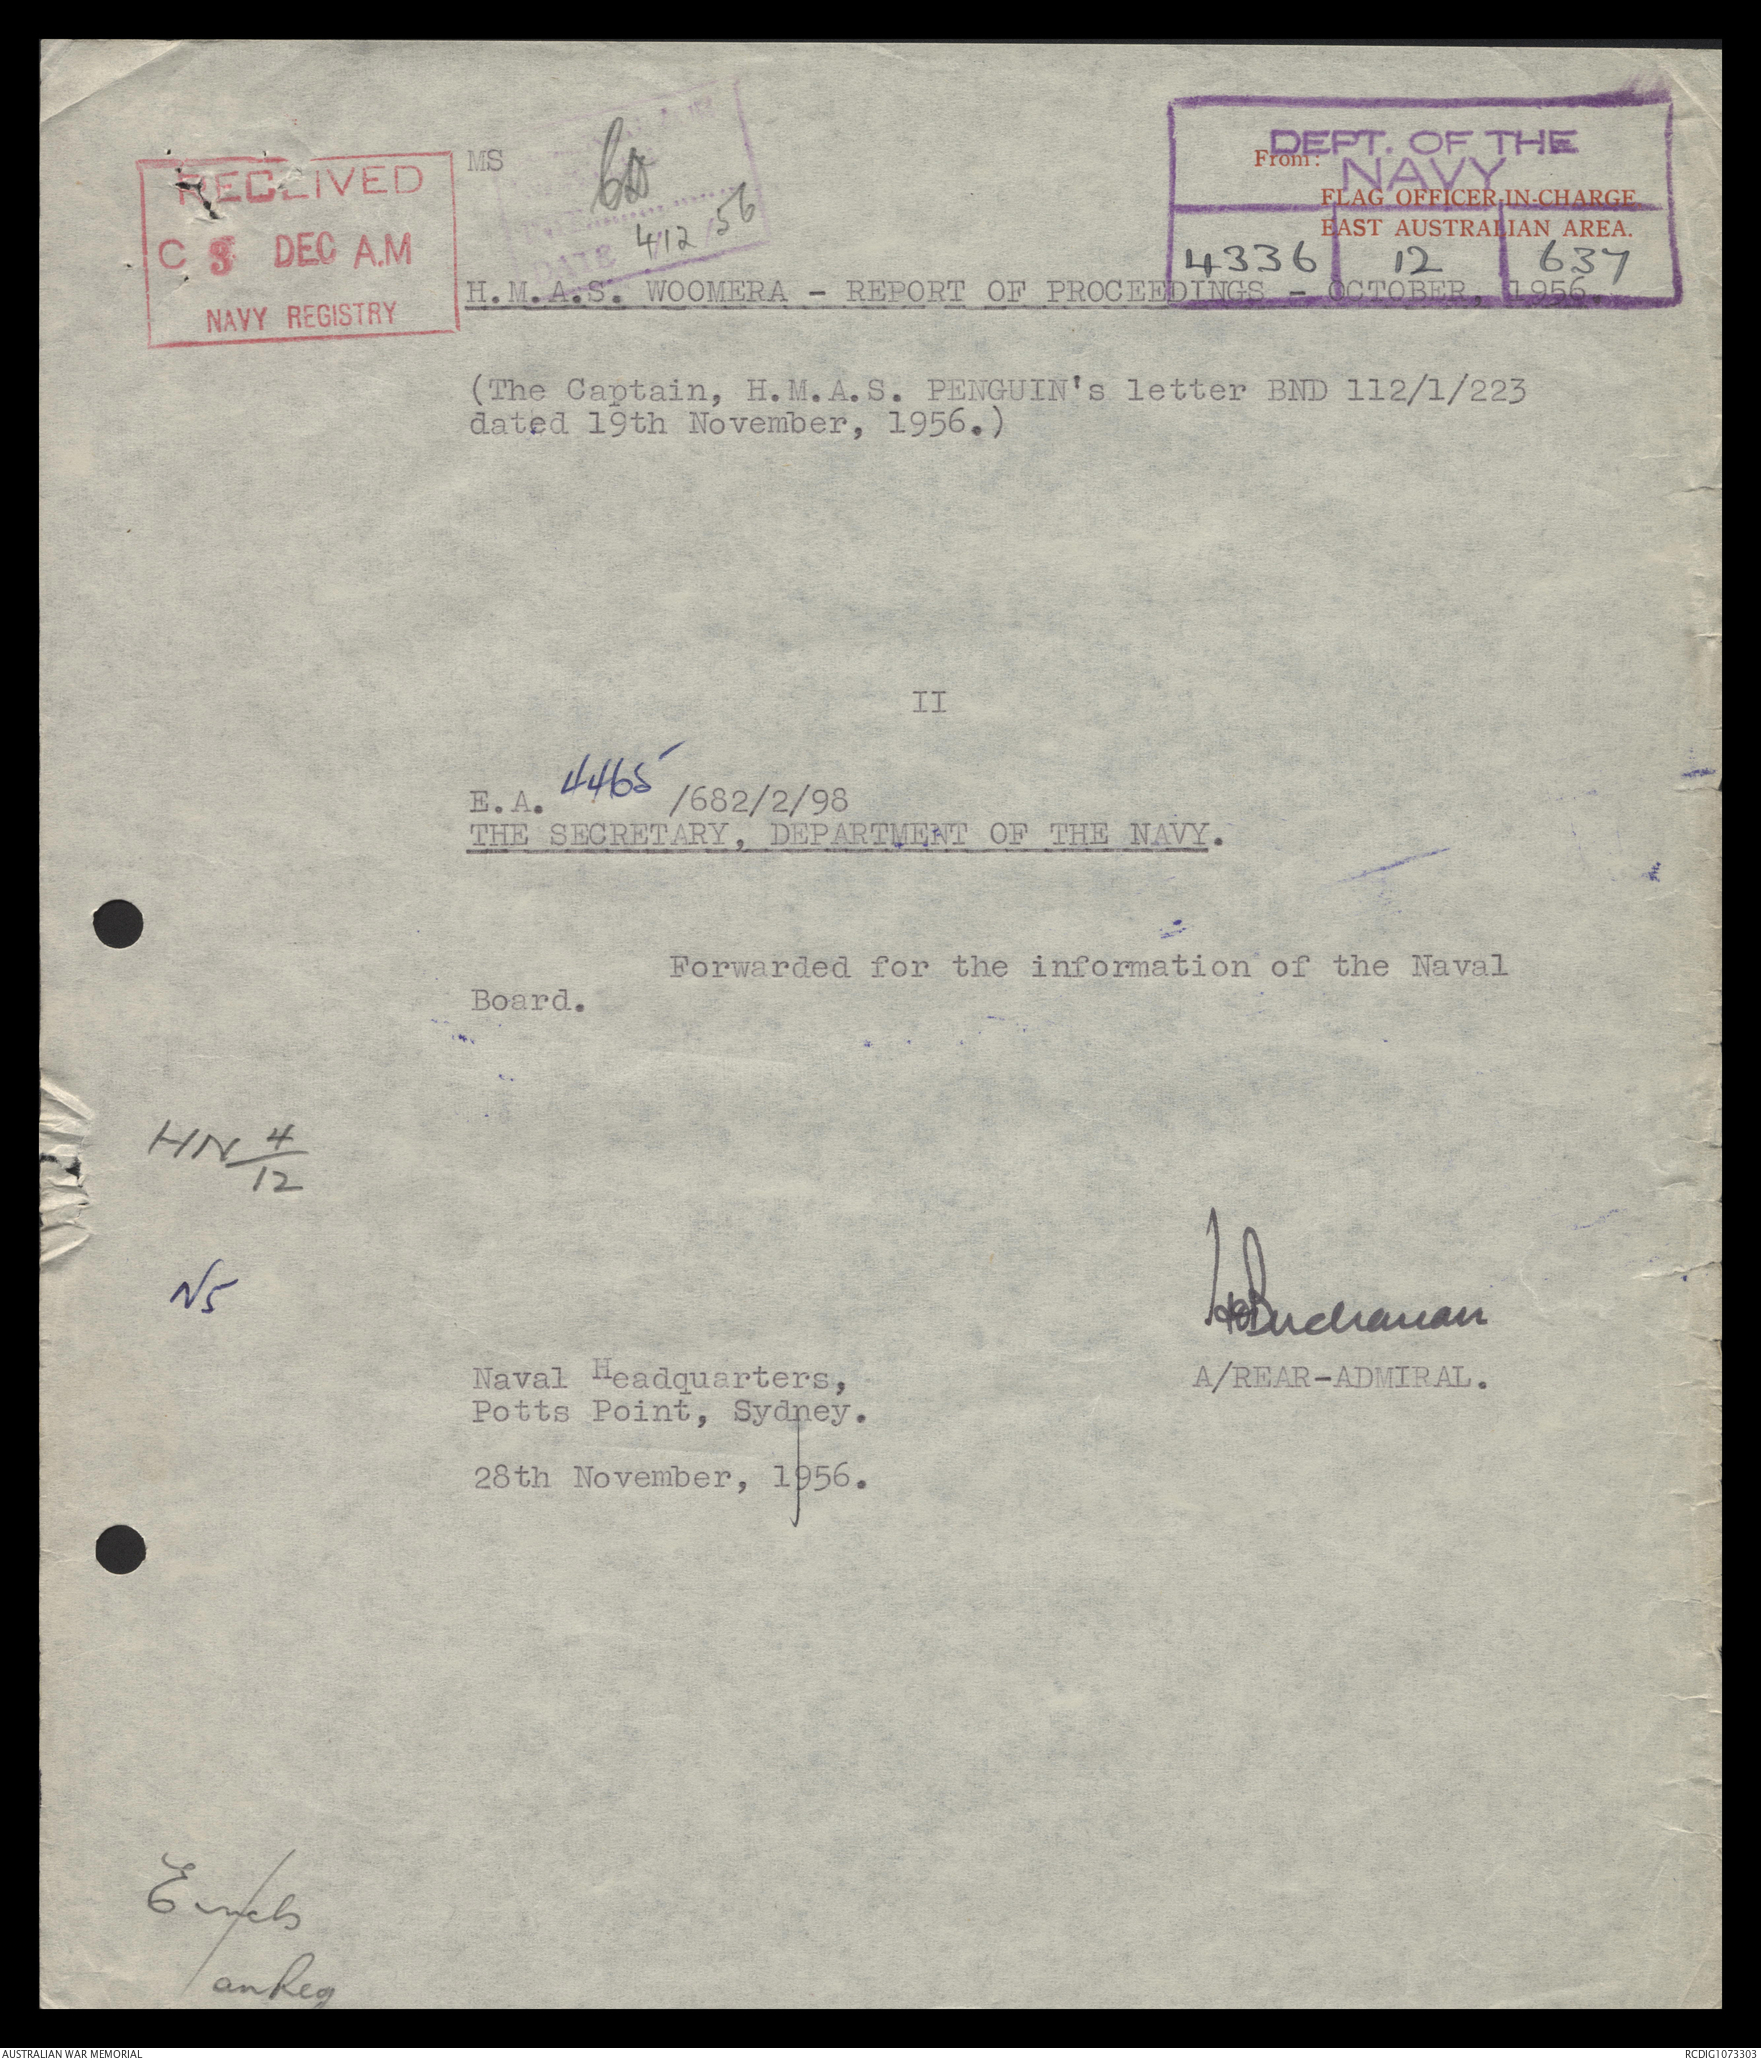 MS
RECEIVED
C 3 DEC A.M
NAVY REGISTRY
DATE 4/12/56
DEPT. OF THE
NAVY
From:
FLAG OFFICER-IN-CHARGE
EAST AUSTRALIAN AREA.
4336 12 637
H.M.A.S. WOOMERA - REPORT OF PROCEEDINGS - OCTOBER, 1956.
(The Captain, H.M.A.S. PENGUIN's letter BND 112/1/223
dated 19th November, 1956.)
II
E.A. 4465 /682/2/98
THE SECRETARY, DEPARTMENT OF THE NAVY.
Forwarded for the information of the Naval
Board.
HN 4/12
N5
Buchanan
A/REAR-ADMIRAL.
Naval Headquarters,
Potts Point, Sydney.
28th November, 1956.
AUSTRALIAN WAR MEMORIAL
RCDIG1073303